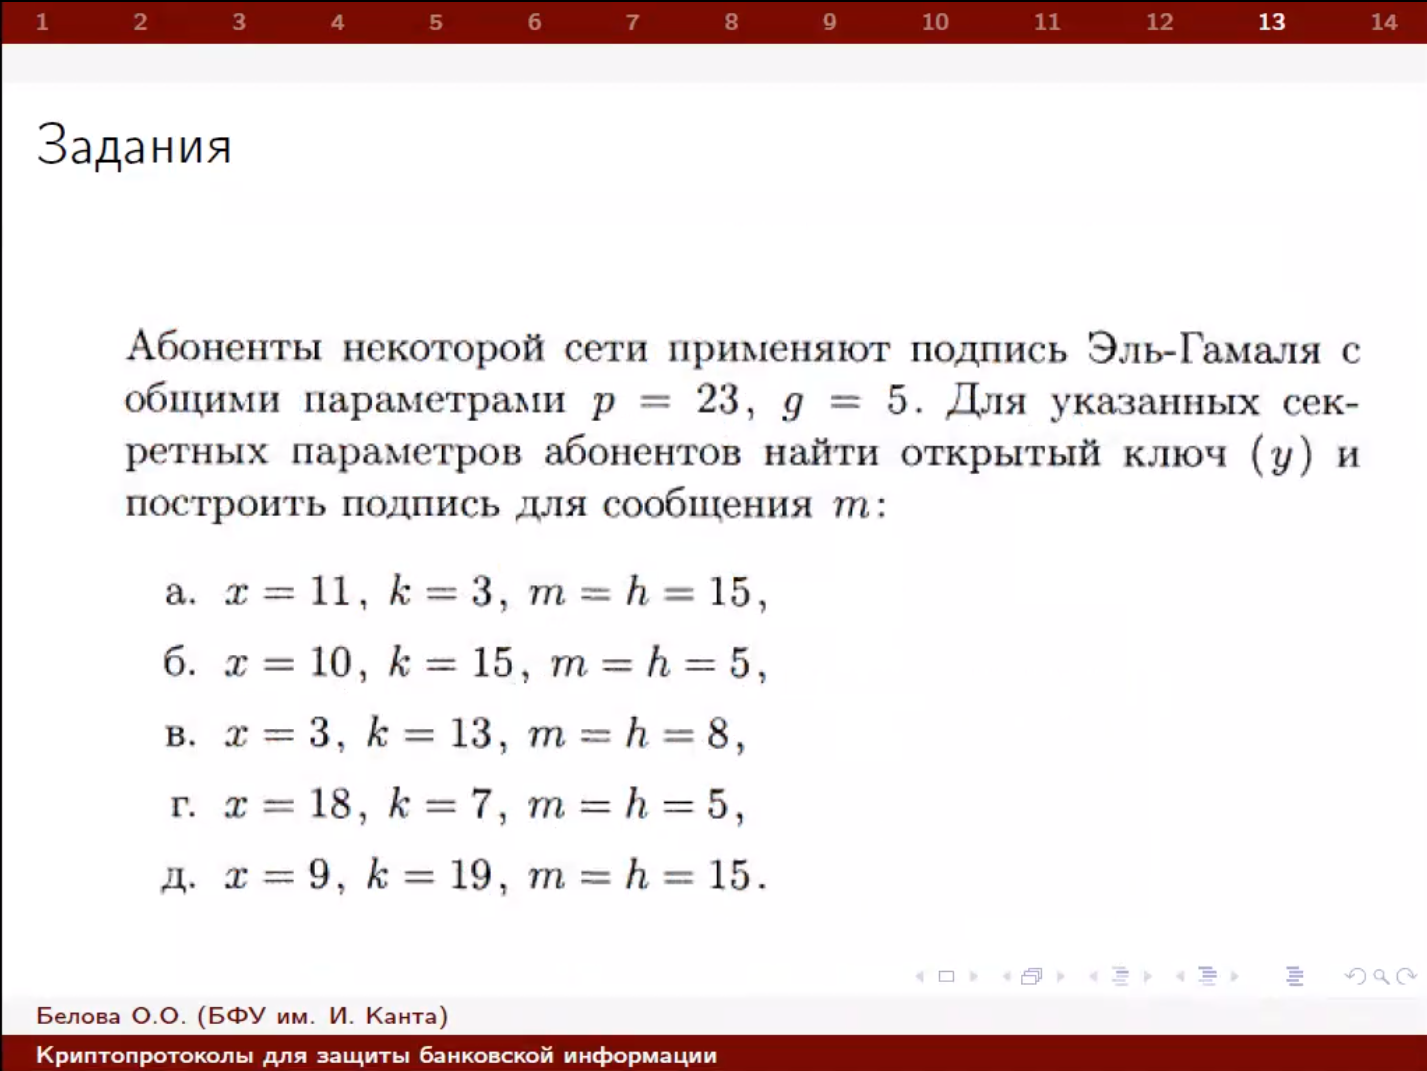 1 2 3 4 5 6 7 8 9 10 11 12 13 14
Задания
Абоненты некоторой сети применяют подпись Эль-Гамаля с
общими параметрами p = 23, g = 5. Для указанных сек-
ретных параметров абонентов найти открытый ключ (y) и
построить подпись для сообщения m:
а. x = 11, k = 3, m = h = 15,
б. x = 10, k = 15, m = h = 5,
в. x = 3, k = 13, m = h = 8,
г. x = 18, k = 7, m = h = 5,
д. x = 9, k = 19, m = h = 15.
Белова О.О. (БФУ им. И. Канта)
Криптопротоколы для защиты банковской информации